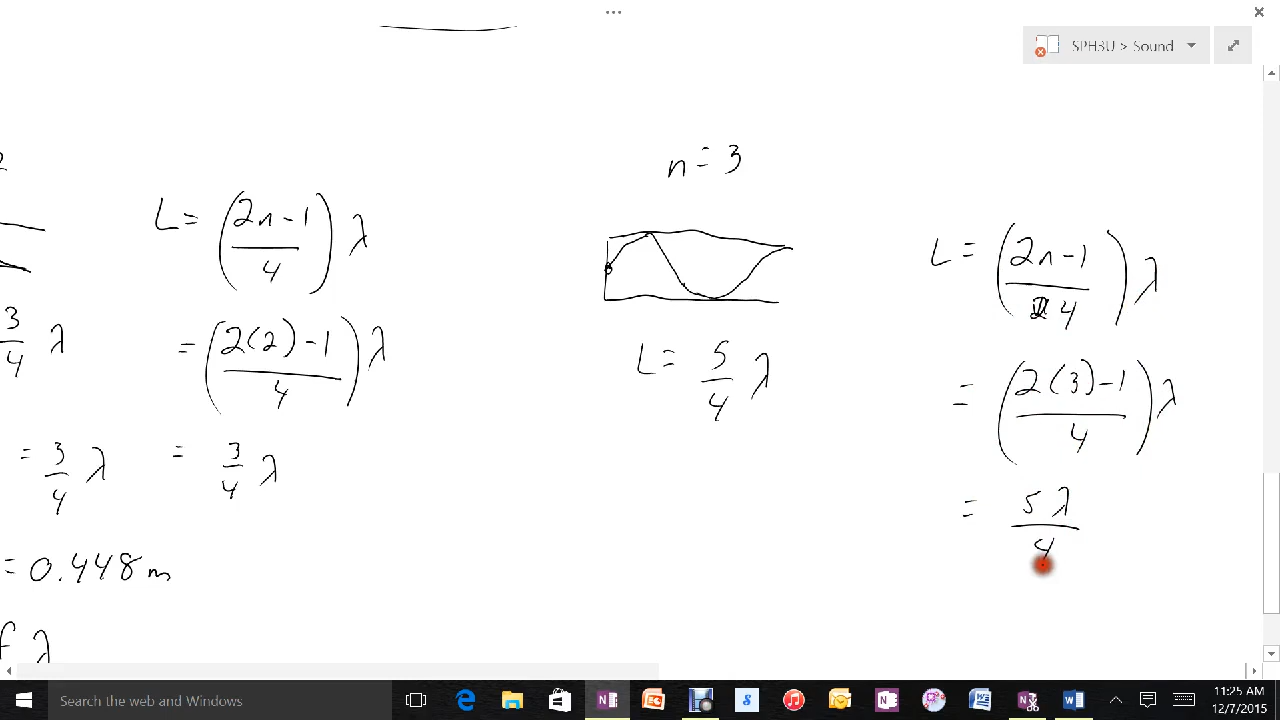 SPH3U > Sound
L = (2n-1/4) λ
= (2(2)-1/4) λ
3/4 λ
= 3/4 λ
= 3/4 λ
= 0.448 m
f λ
n = 3
L = 5/4 λ
L = (2n-1/4) λ
= (2(3)-1/4) λ
= 5λ/4
Search the web and Windows
11:25 AM
12/7/2015